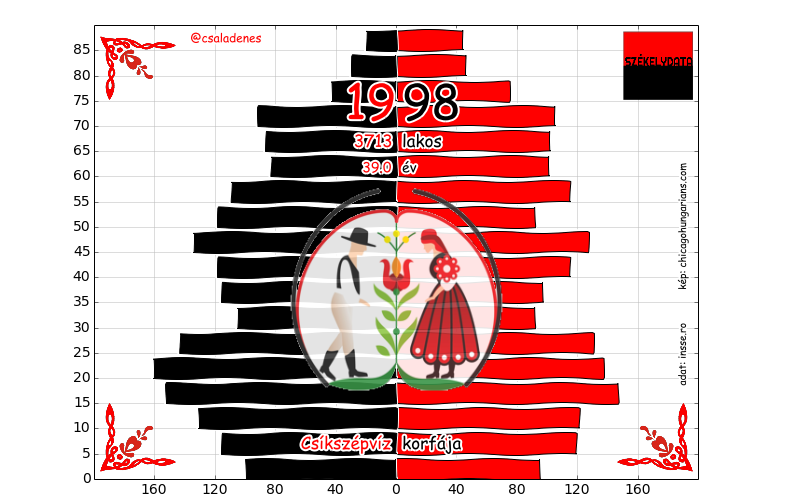 @csaladenes
SZÉKELYDATA
1998
3713 lakos
39.0 év
kép: chicagohungarians.com
adat: insse.ro
Csíkszépvíz korfája
85
80
75
70
65
60
55
50
45
40
35
30
25
20
15
10
5
0
160 120 80 40 0 40 80 120 160